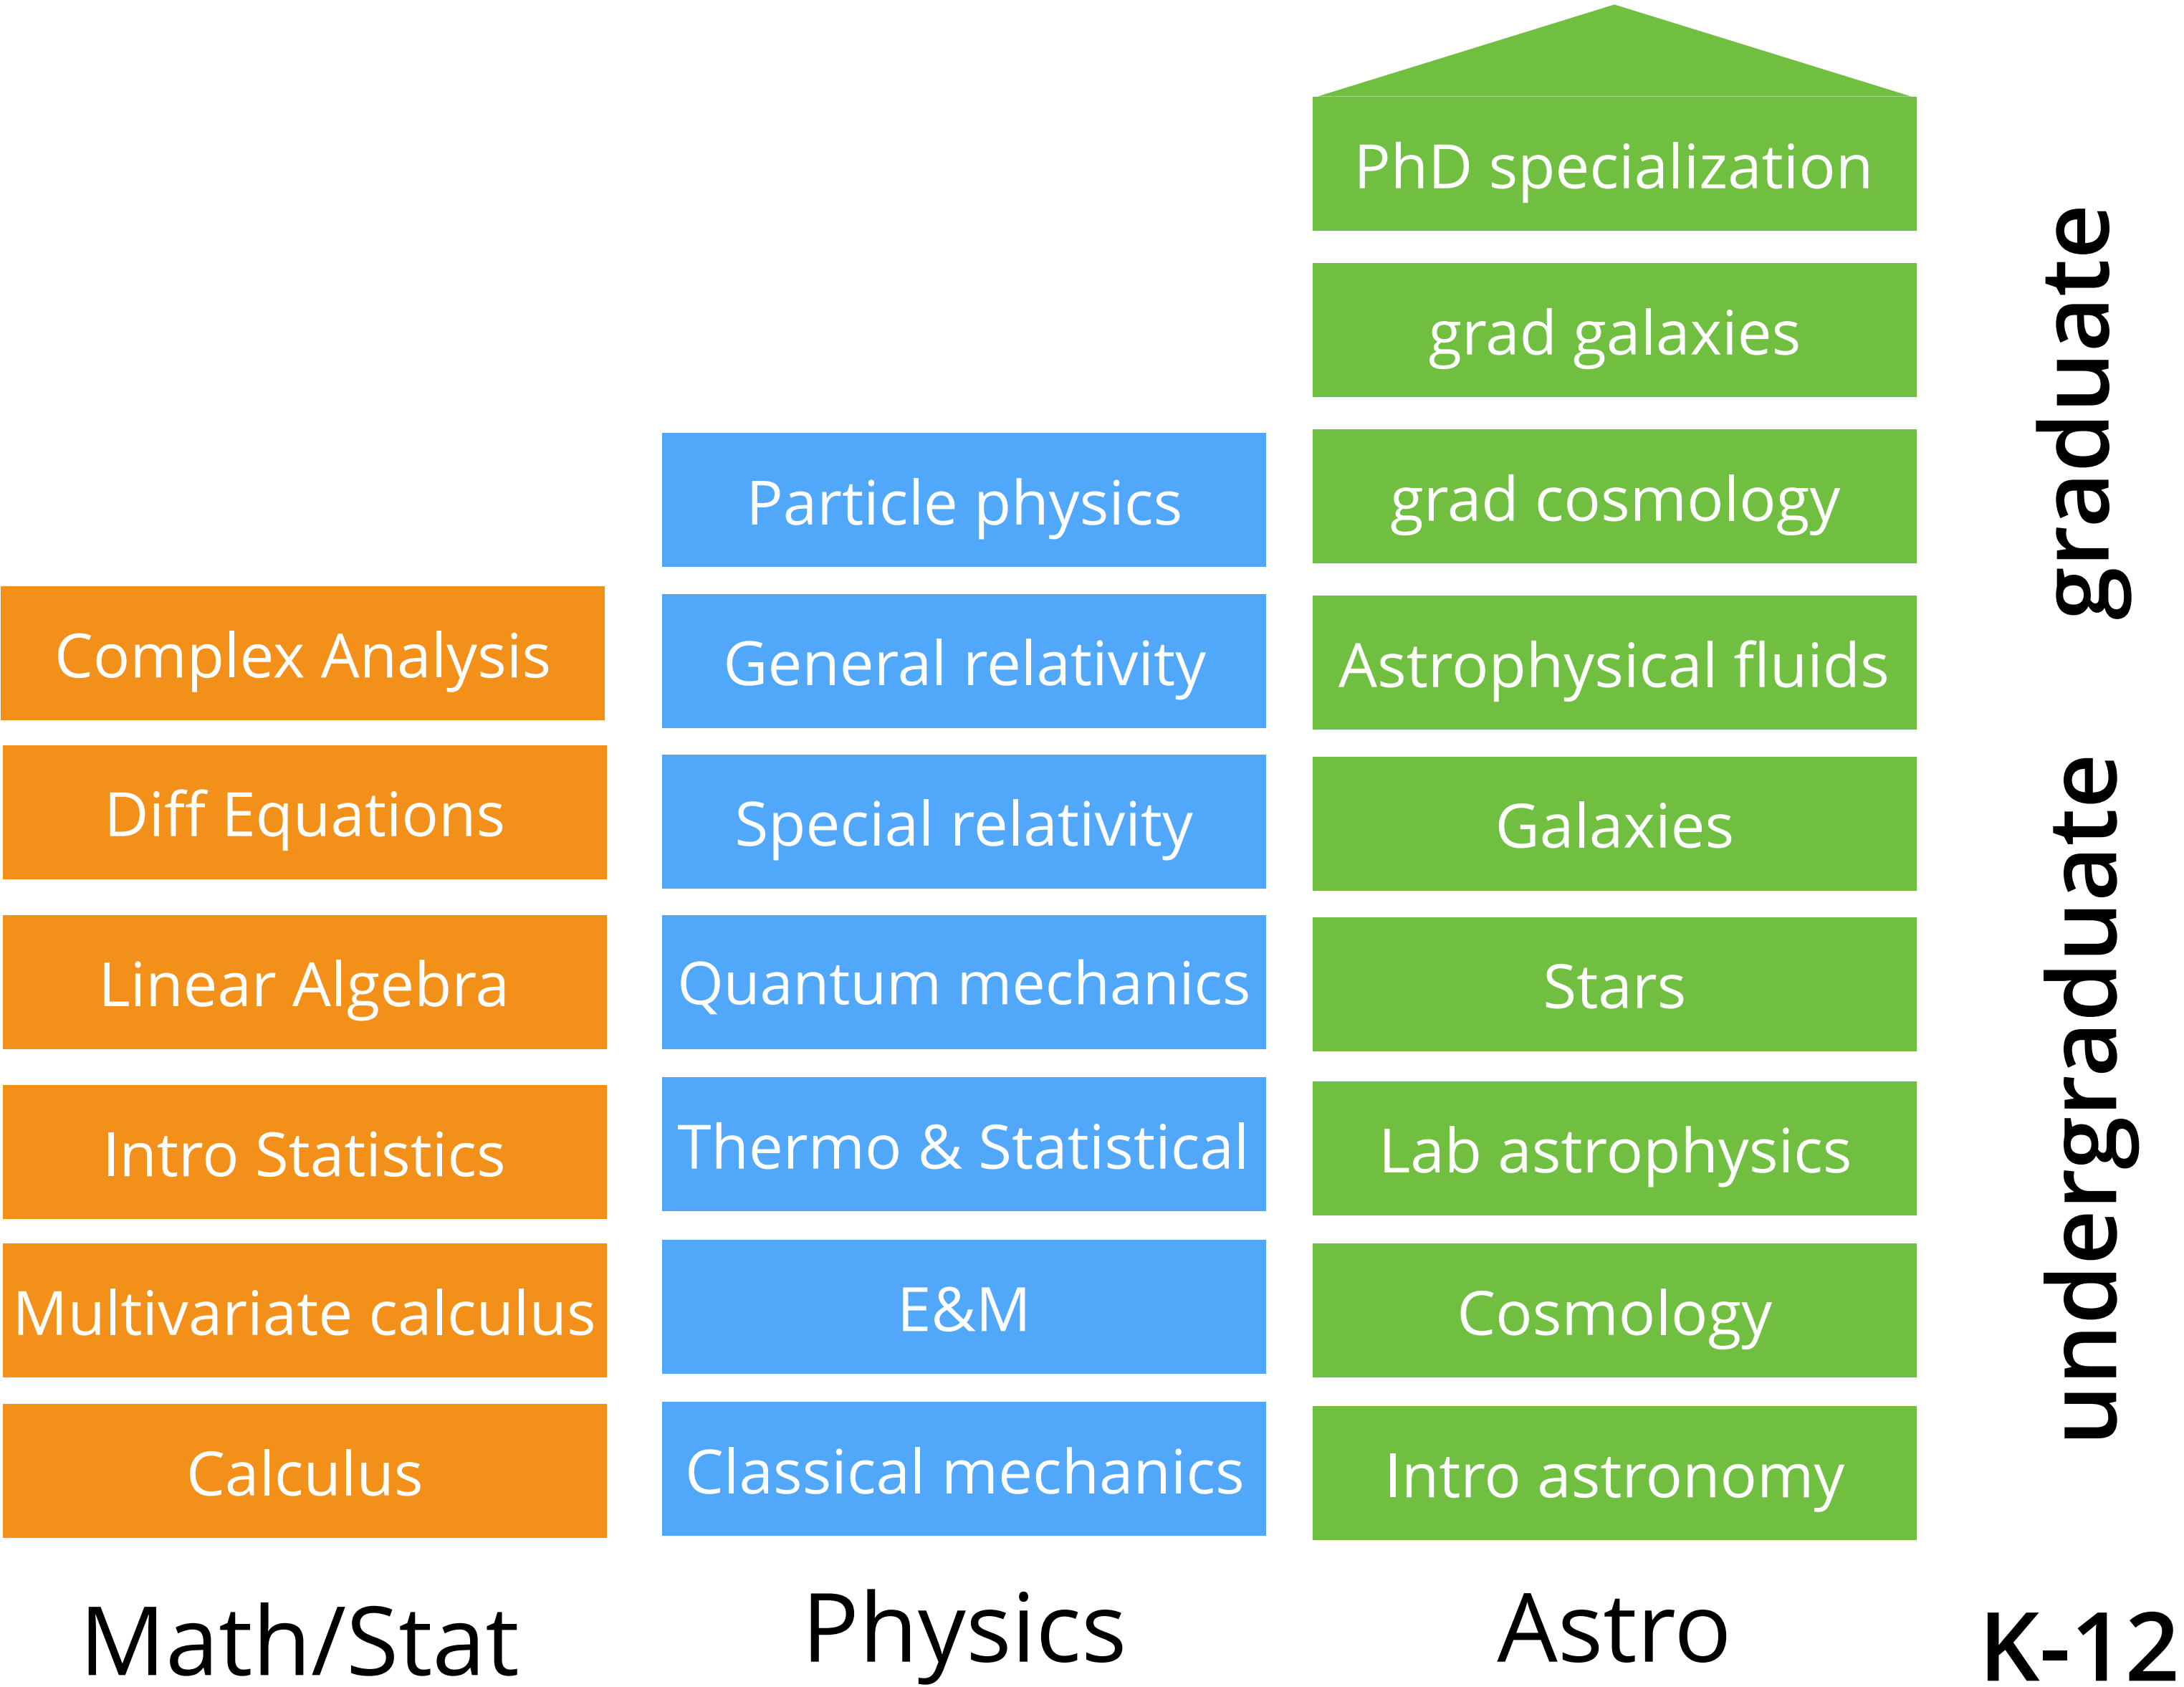 Complex Analysis
Diff Equations
Linear Algebra
Intro Statistics
Multivariate calculus
Calculus
Math/Stat
Particle physics
General relativity
Special relativity
Quantum mechanics
Thermo & Statistical
E&M
Classical mechanics
Physics
PhD specialization
grad galaxies
grad cosmology
Astrophysical fluids
Galaxies
Stars
Lab astrophysics
Cosmology
Intro astronomy
Astro
graduate
undergraduate
K-12